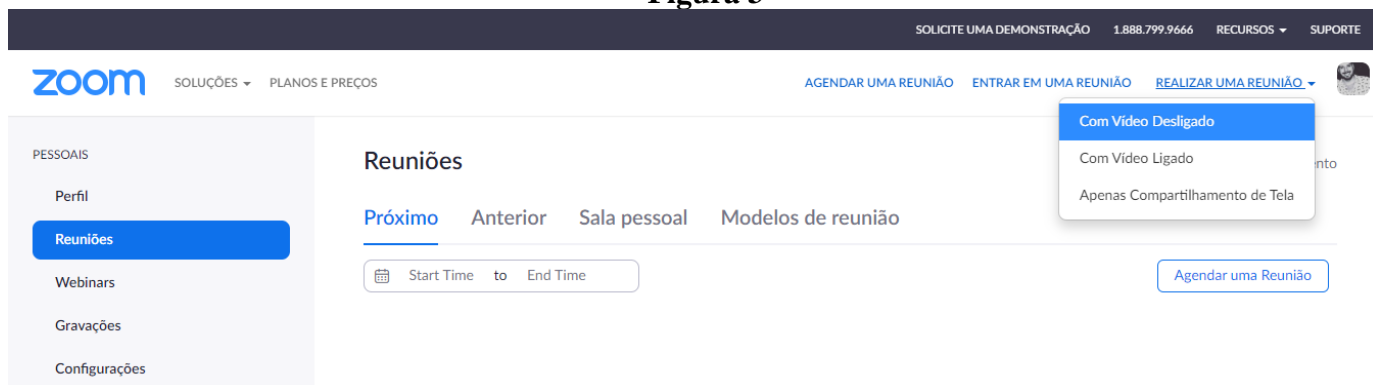 SOLICITE UMA DEMONSTRAÇÃO 1.888.799.9666 RECURSOS SUPORTE
zoom SOLUÇÕES PLANOS E PREÇOS AGENDAR UMA REUNIÃO ENTRAR EM UMA REUNIÃO REALIZAR UMA REUNIÃO
Com Vídeo Desligado
Com Vídeo Ligado
Apenas Compartilhamento de Tela
PESSOAIS
Perfil
Reuniões
Webinars
Gravações
Configurações
Reuniões
Próximo Anterior Sala pessoal Modelos de reunião
Start Time to End Time
Agendar uma Reunião